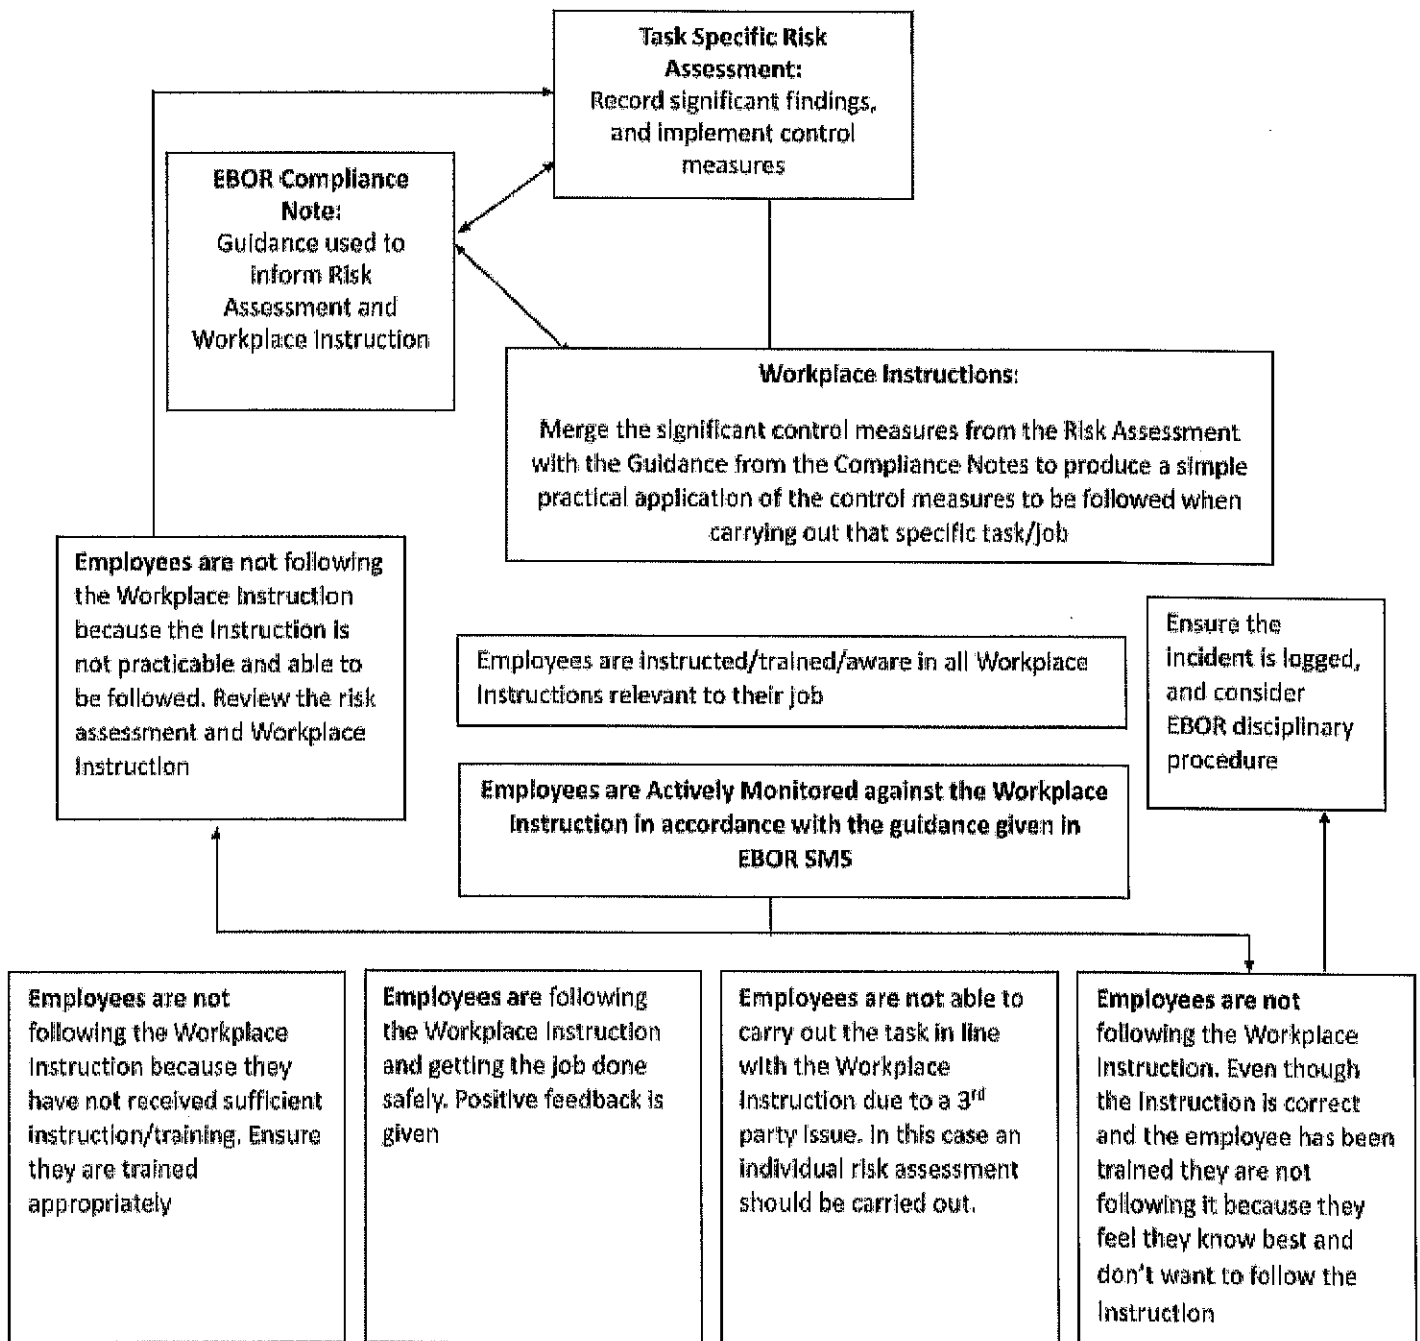 Task Specific Risk
Assessment:
Record significant findings,
and implement control
measures
EBOR Compliance
Note:
Guidance used to
inform Risk
Assessment and
Workplace Instruction
Workplace Instructions:
Merge the significant control measures from the Risk Assessment
with the Guidance from the Compliance Notes to produce a simple
practical application of the control measures to be followed when
carrying out that specific task/job
Employees are not following
the Workplace Instruction
because the Instruction is
not practicable and able to
be followed. Review the risk
assessment and Workplace
Instruction
Employees are instructed/trained/aware in all Workplace
Instructions relevant to their job
Ensure the
incident is logged,
and consider
EBOR disciplinary
procedure
Employees are Actively Monitored against the Workplace
Instruction in accordance with the guidance given in
EBOR SMS
Employees are not
following the Workplace
Instruction because they
have not received sufficient
instruction/training. Ensure
they are trained
appropriately
Employees are following
the Workplace Instruction
and getting the job done
safely. Positive feedback is
given
Employees are not able to
carry out the task in line
with the Workplace
Instruction due to a 3rd
party issue. In this case an
individual risk assessment
should be carried out.
Employees are not
following the Workplace
Instruction. Even though
the Instruction is correct
and the employee has been
trained they are not
following it because they
feel they know best and
don't want to follow the
Instruction